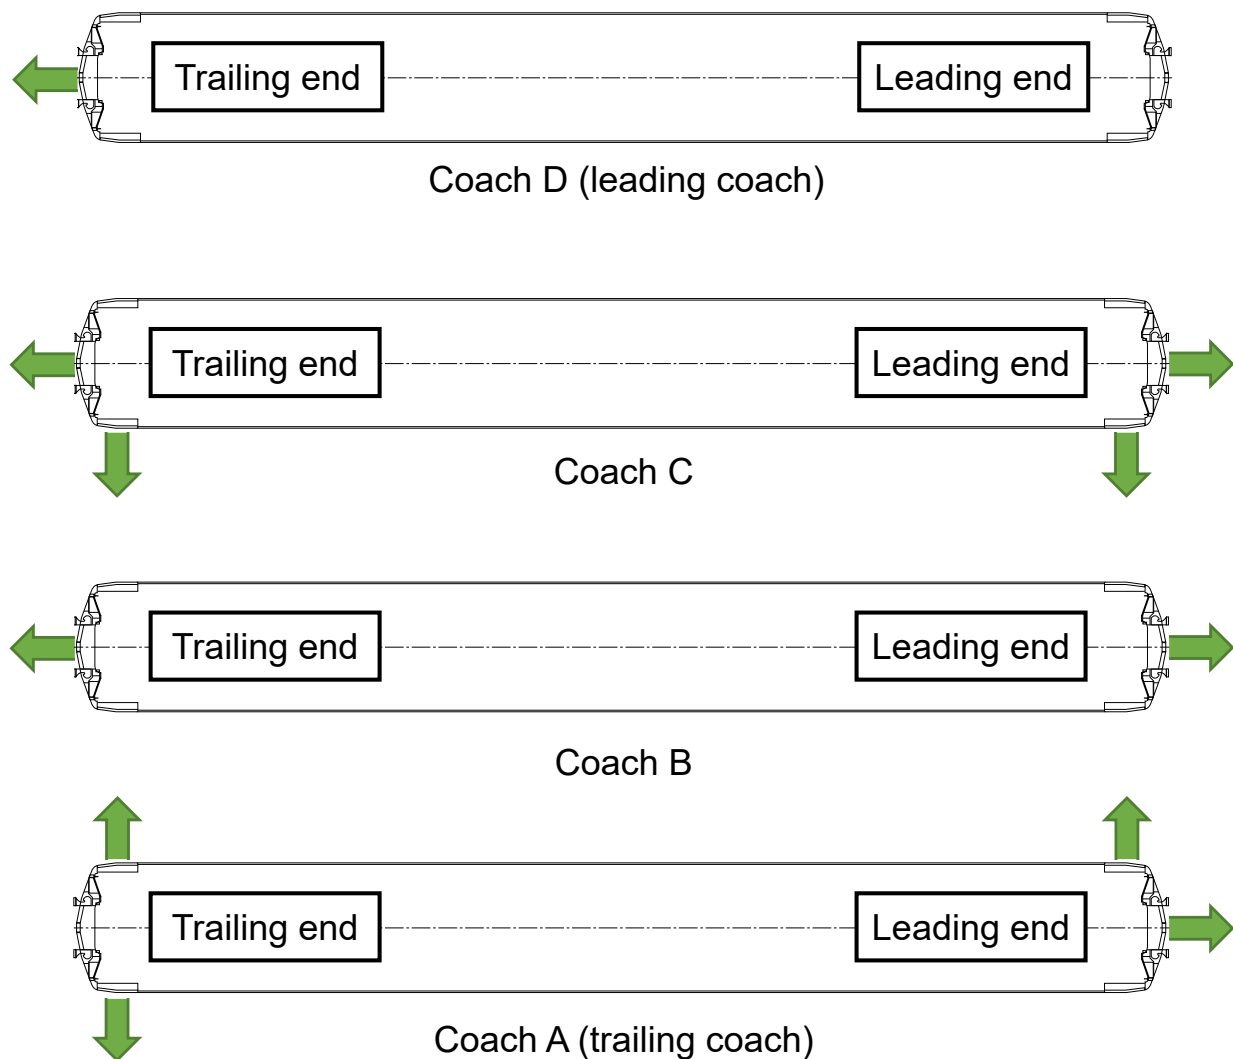 Trailing end
Leading end
Coach D (leading coach)
Trailing end
Leading end
Coach C
Trailing end
Leading end
Coach B
Trailing end
Leading end
Coach A (trailing coach)